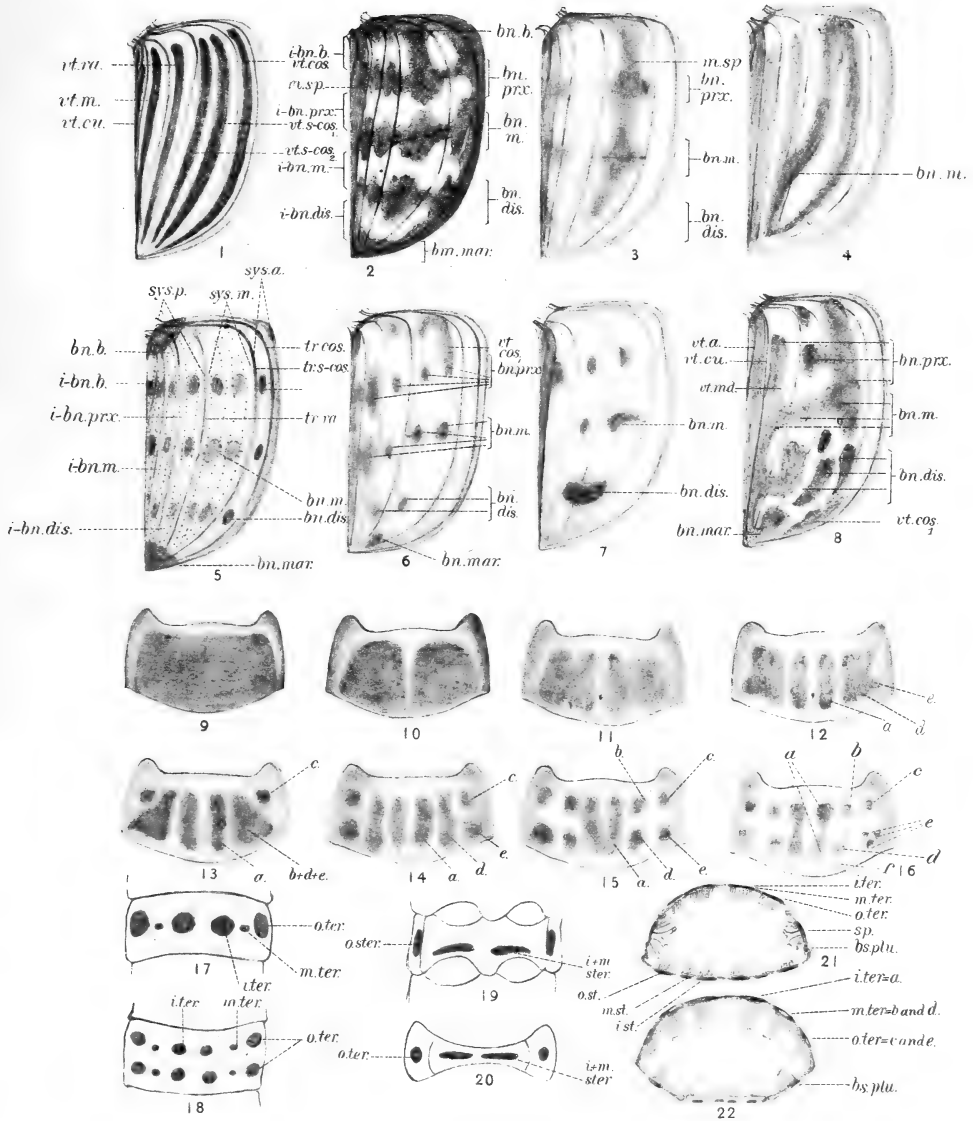 vt.ra.
vt.m.
vt.cu.
i-bn.b.
vt.cos.
m.sp.
i-bn.prx.
vt.s-cos.
1
vt.s-cos.
2
i-bn.m.
i-bn.dis.
bn.b.
bn.
prx.
bn.
m.
bn.
dis.
bn.mar.
m.sp
bn.
prx.
bn.m.
bn.
dis.
bn.m.
1
2
3
4
sys.p.
sys.m.
sys.a.
bn.b.
i-bn.b.
i-bn.prx.
i-bn.m.
i-bn.dis.
tr.cos.
tr.s-cos.
tr.ra
bn.m.
bn.dis.
bn.mar.
vt
cos.
bn.prx.
bn.m.
bn.
dis.
bn.mar.
bn.m.
bn.dis.
vt.a.
vt.cu.
vt.md.
bn.mar.
bn.prx.
bn.m.
bn.dis.
vt.cos.
1
5
6
7
8
9
10
11
12
a
d
e.
c.
c.
b.
c.
a
b
c
a.
b+d+e.
a.
d.
e.
a.
d.
e.
e
d
f
13
14
15
16
17
o.ter.
m.ter.
i.ter.
i.ter.
m.ter.
o.ter.
18
o.ster.
i+m
ster.
19
o.ter.
i+m.
ster
20
i.ter.
m.ter.
o.ter.
sp.
bs.plu.
21
o.st.
m.st.
i.st.
i.ter=a.
m.ter=b and d.
o.ter=c and e.
bs.plu.
22